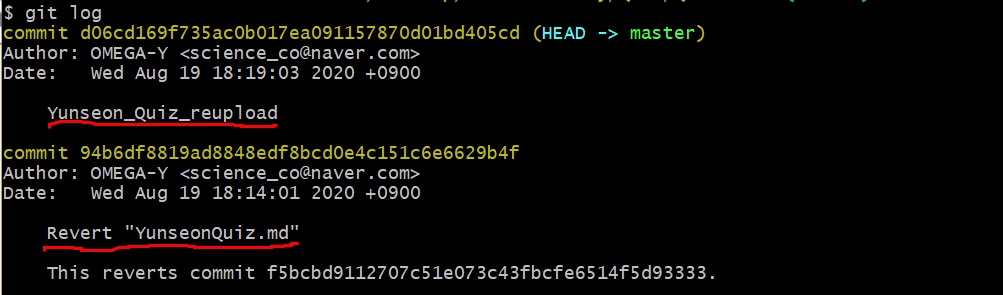 $ git log
commit d06cd169f735ac0b017ea091157870d01bd405cd (HEAD -> master)
Author: OMEGA-Y <science_co@naver.com>
Date:   Wed Aug 19 18:19:03 2020 +0900
Yunseon_Quiz_reupload
commit 94b6df8819ad8848edf8bcd0e4c151c6e6629b4f
Author: OMEGA-Y <science_co@naver.com>
Date:   Wed Aug 19 18:14:01 2020 +0900
Revert "YunseonQuiz.md"
This reverts commit f5bcbd9112707c51e073c43fbcfe6514f5d93333.